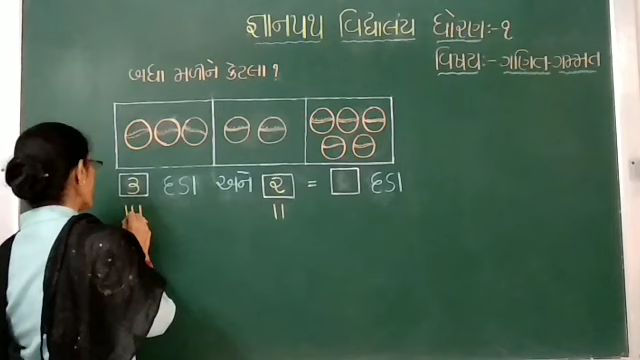 જ્ઞાનપથ વિદ્યાલય ધોરણ:-૧
વિષય:- ગણિત-ગમ્મત
બધા મળીને કેટલા ?
૩ દડા અને ૨ = દડા